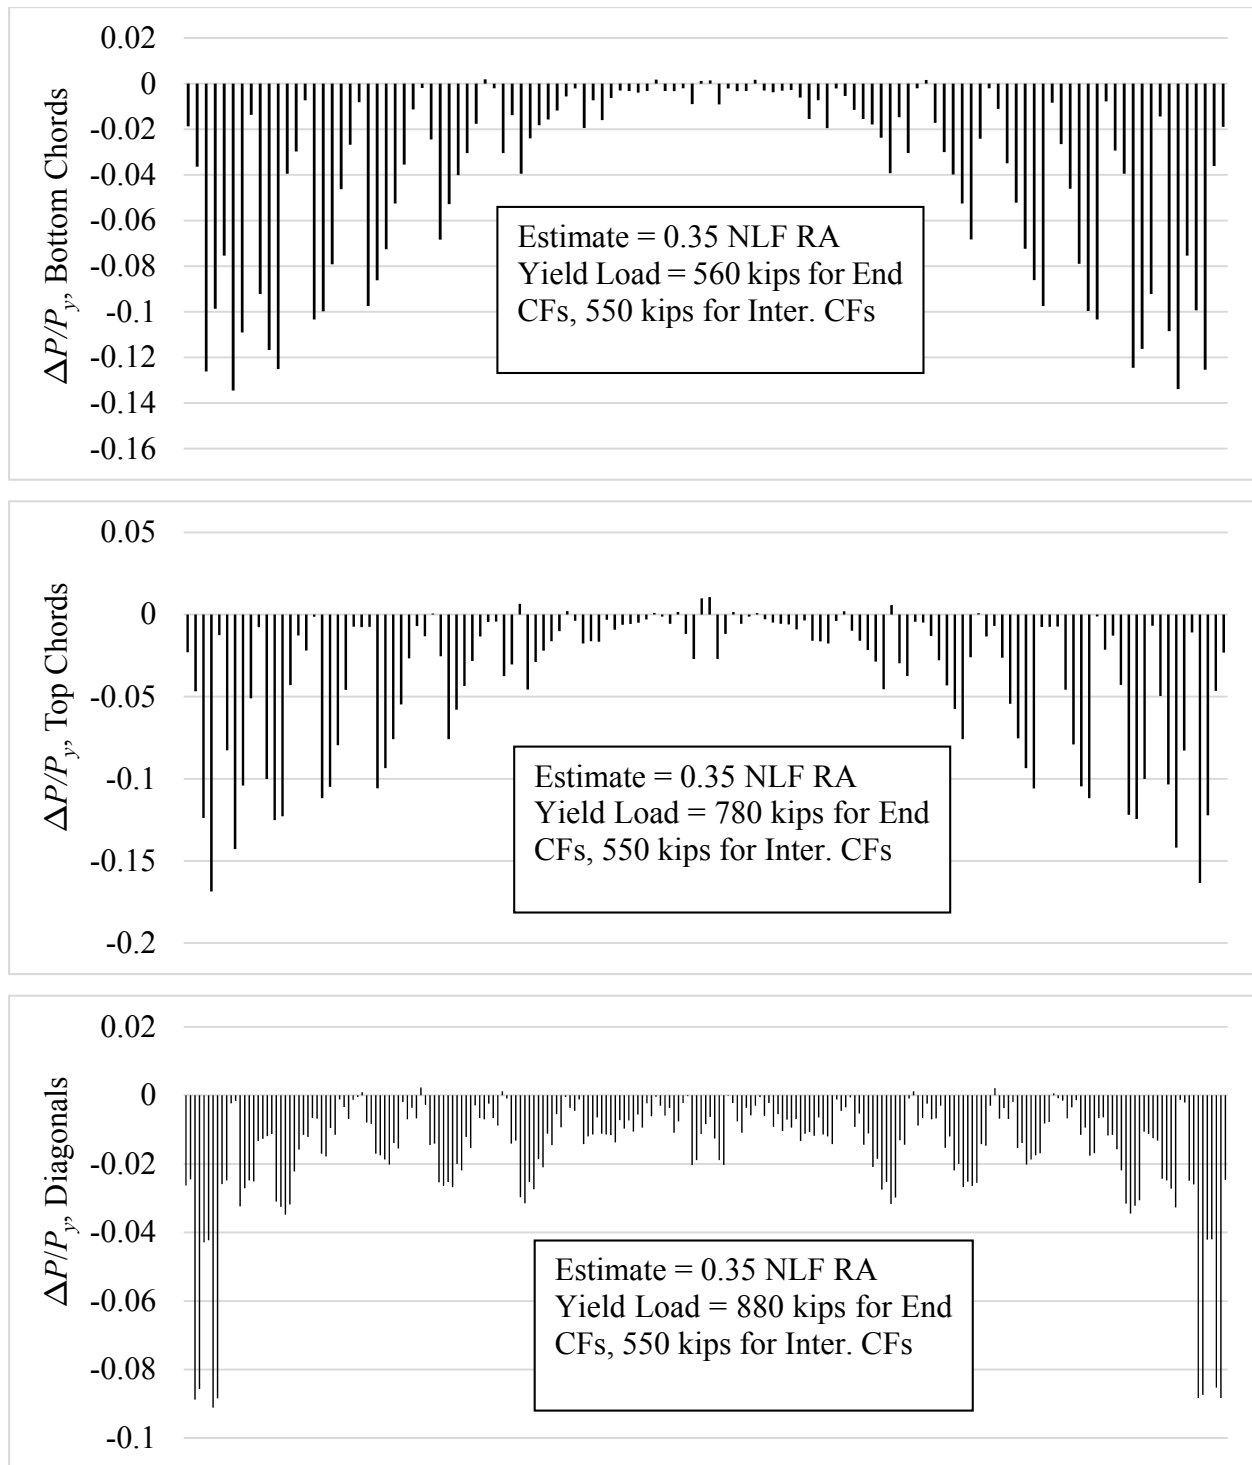 0.02
0
-0.02
-0.04
-0.06
-0.08
-0.1
-0.12
-0.14
-0.16
ΔP/Py, Bottom Chords
Estimate = 0.35 NLF RA
Yield Load = 560 kips for End
CFs, 550 kips for Inter. CFs
0.05
0
-0.05
-0.1
-0.15
-0.2
ΔP/Py, Top Chords
Estimate = 0.35 NLF RA
Yield Load = 780 kips for End
CFs, 550 kips for Inter. CFs
0.02
0
-0.02
-0.04
-0.06
-0.08
-0.1
ΔP/Py, Diagonals
Estimate = 0.35 NLF RA
Yield Load = 880 kips for End
CFs, 550 kips for Inter. CFs